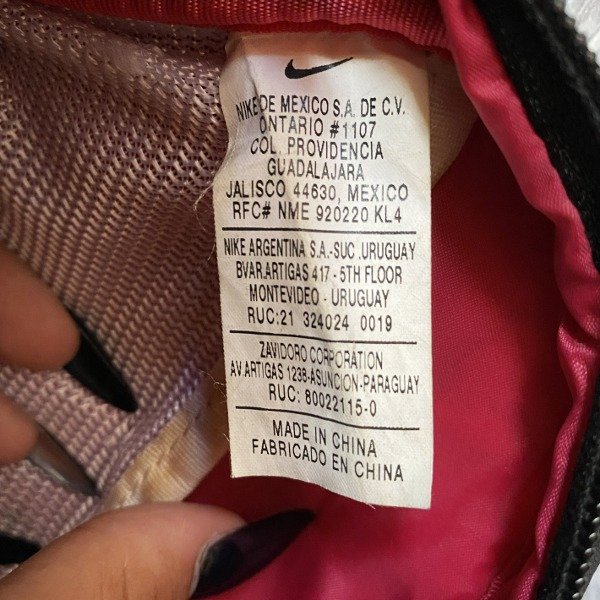 NIKE DE MEXICO S.A. DE C.V.
ONTARIO #1107
COL. PROVIDENCIA
GUADALAJARA
JALISCO 44630, MEXICO
RFC# NME 920220 KL4
NIKE ARGENTINA S.A.-SUC .URUGUAY
BVAR.ARTIGAS 417 - 5TH FLOOR
MONTEVIDEO - URUGUAY
RUC:21 324024 0019
ZAVIDORO CORPORATION
AV.ARTIGAS 1238-ASUNCION-PARAGUAY
RUC: 80022115-0
MADE IN CHINA
FABRICADO EN CHINA